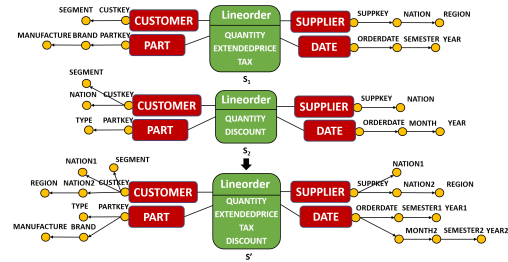 SEGMENT CUSTKEY CUSTOMER Lineorder SUPPLIER SUPPKEY NATION REGION
MANUFACTURE BRAND PARTKEY PART QUANTITY DATE ORDERDATE SEMESTER YEAR
EXTENDEDPRICE
TAX
S1
SEGMENT
NATION CUSTKEY CUSTOMER Lineorder SUPPLIER SUPPKEY NATION
TYPE PARTKEY PART QUANTITY DATE ORDERDATE MONTH YEAR
DISCOUNT
S2
NATION1 SEGMENT NATION1
REGION NATION2 CUSTKEY CUSTOMER Lineorder SUPPLIER SUPPKEY NATION2 REGION
TYPE PARTKEY PART QUANTITY DATE ORDERDATE SEMESTER1 YEAR1
MANUFACTURE BRAND EXTENDEDPRICE
TAX MONTH2 SEMESTER2 YEAR2
DISCOUNT
S'